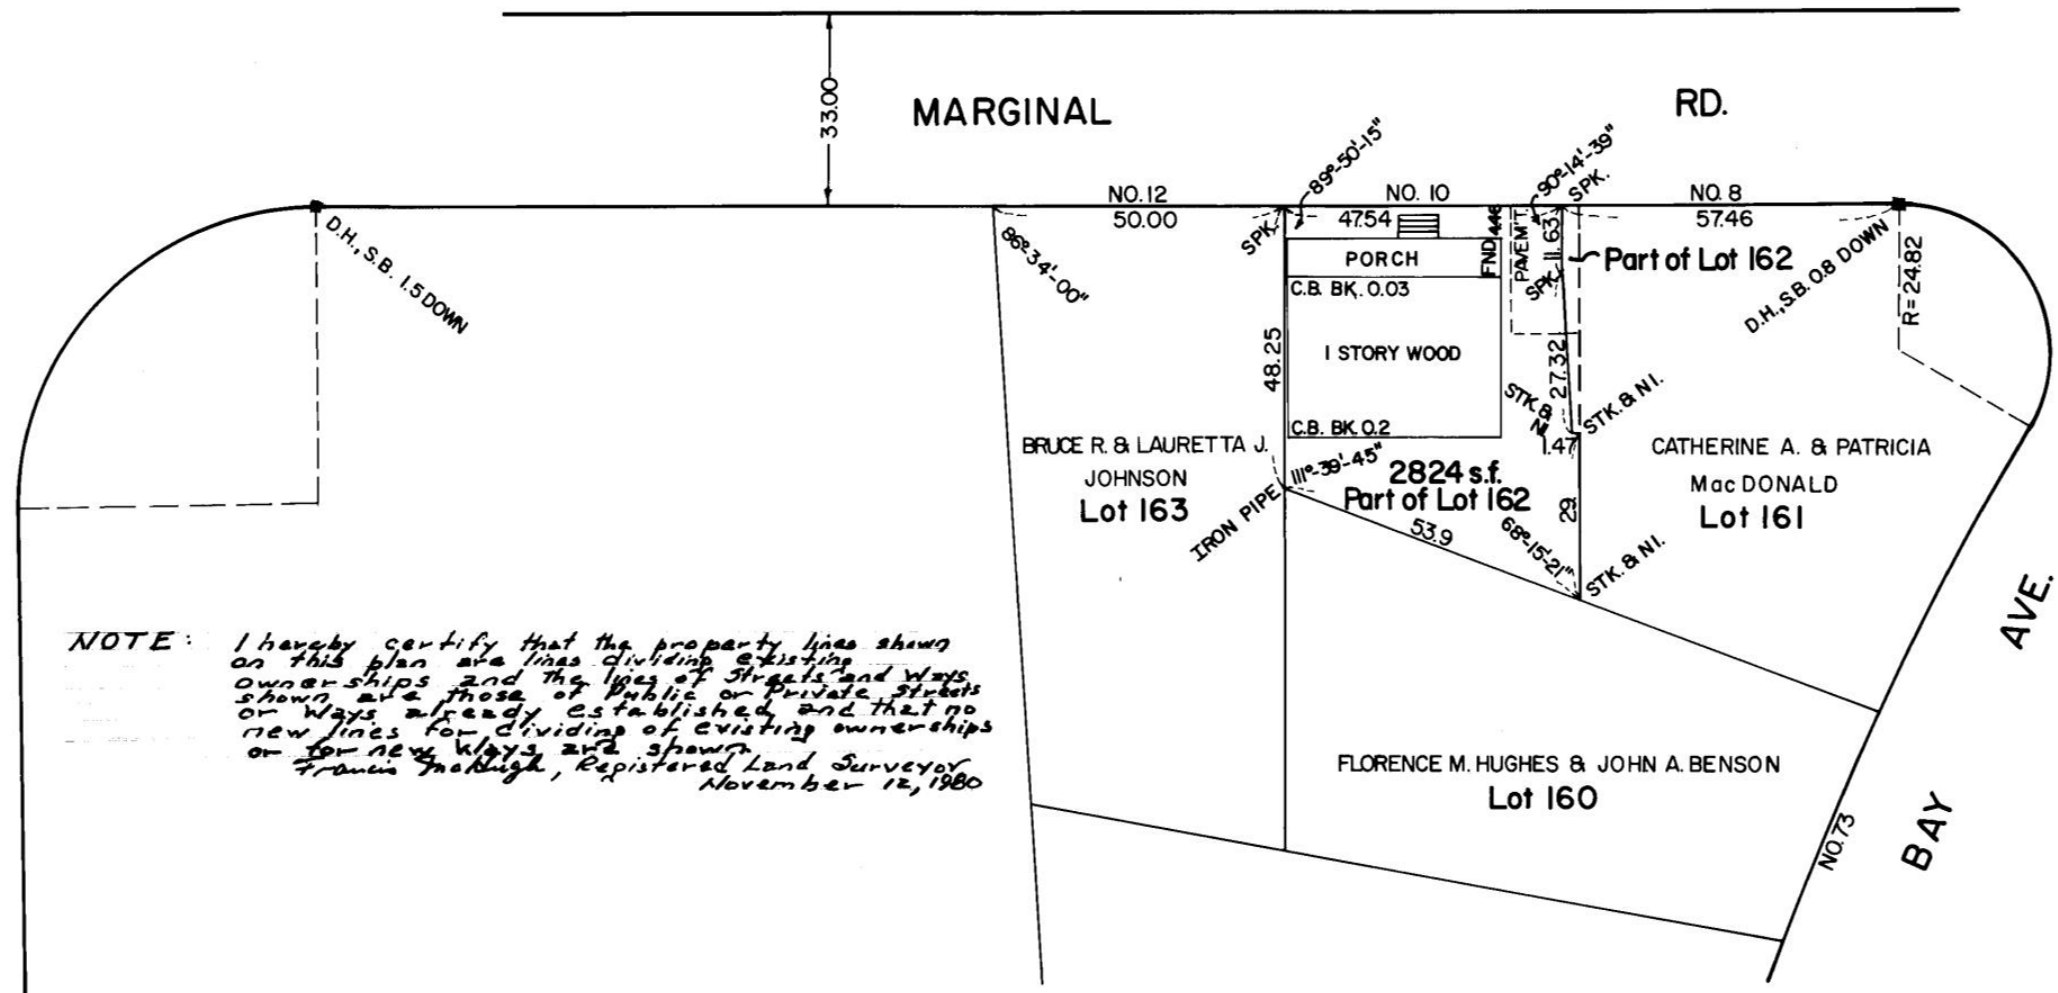 33.00
MARGINAL RD.
NO. 12
50.00
NO. 10
47.54
NO. 8
57.46
89°-50'-15"
90°-14'-39"
SPK.
SPK.
SPK.
86°-34'-00"
D.H., S.B. 1.5 DOWN
D.H., S.B. 0.8 DOWN
R=24.82
PORCH
FND
4.46
PAVEM'T
11.63
Part of Lot 162
C.B. BK. 0.03
1 STORY WOOD
C.B. BK. 0.2
48.25
27.32
STK. &
NI.
STK. & NI.
1.47
111°-39'-45"
IRON PIPE
2824 s.f.
Part of Lot 162
53.9
68°-15'-21"
29
STK. & NI.
BRUCE R. & LAURETTA J.
JOHNSON
Lot 163
CATHERINE A. & PATRICIA
MacDONALD
Lot 161
FLORENCE M. HUGHES & JOHN A. BENSON
Lot 160
NO. 73
BAY AVE.
NOTE: I hereby certify that the property lines shown
on this plan are lines dividing existing
ownerships and the lines of Streets and Ways
shown are those of Public or Private Streets
or Ways already established and that no
new lines for dividing of existing ownerships
or for new Ways are shown.
Francis , Registered Land Surveyor
November 12, 1980